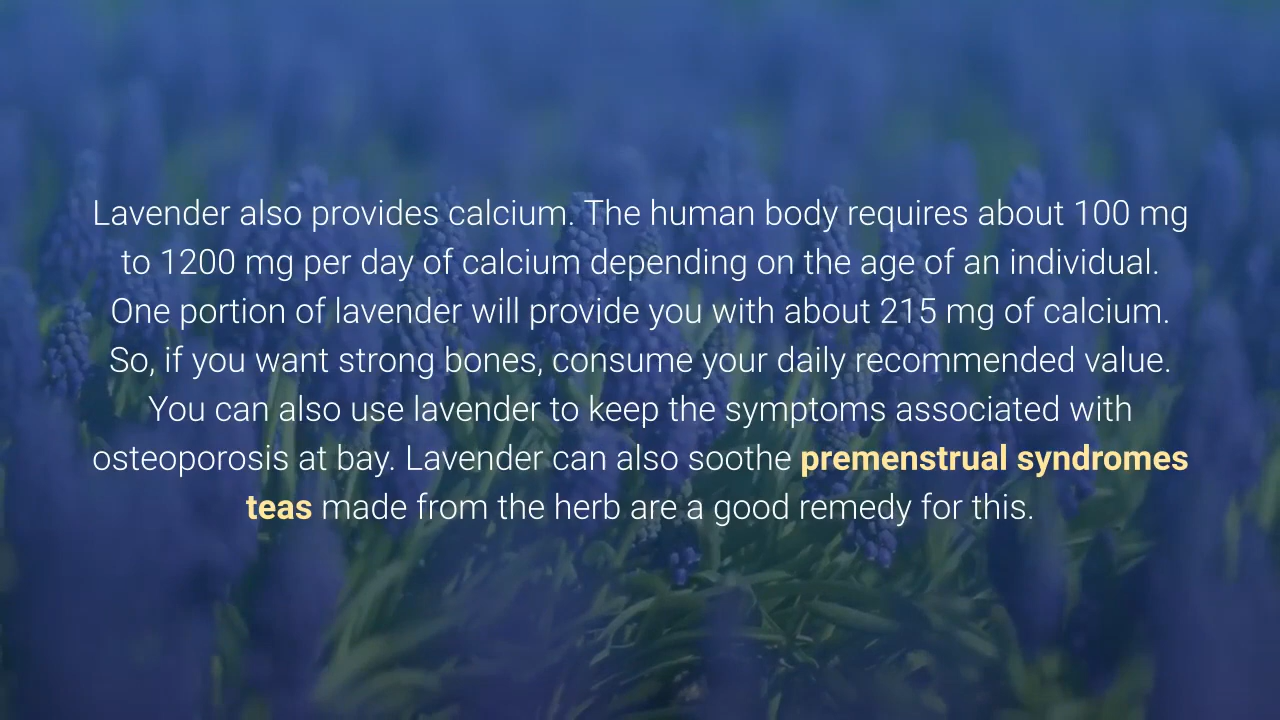 Lavender also provides calcium. The human body requires about 100 mg
to 1200 mg per day of calcium depending on the age of an individual.
One portion of lavender will provide you with about 215 mg of calcium.
So, if you want strong bones, consume your daily recommended value.
You can also use lavender to keep the symptoms associated with
osteoporosis at bay. Lavender can also soothe premenstrual syndromes
teas made from the herb are a good remedy for this.